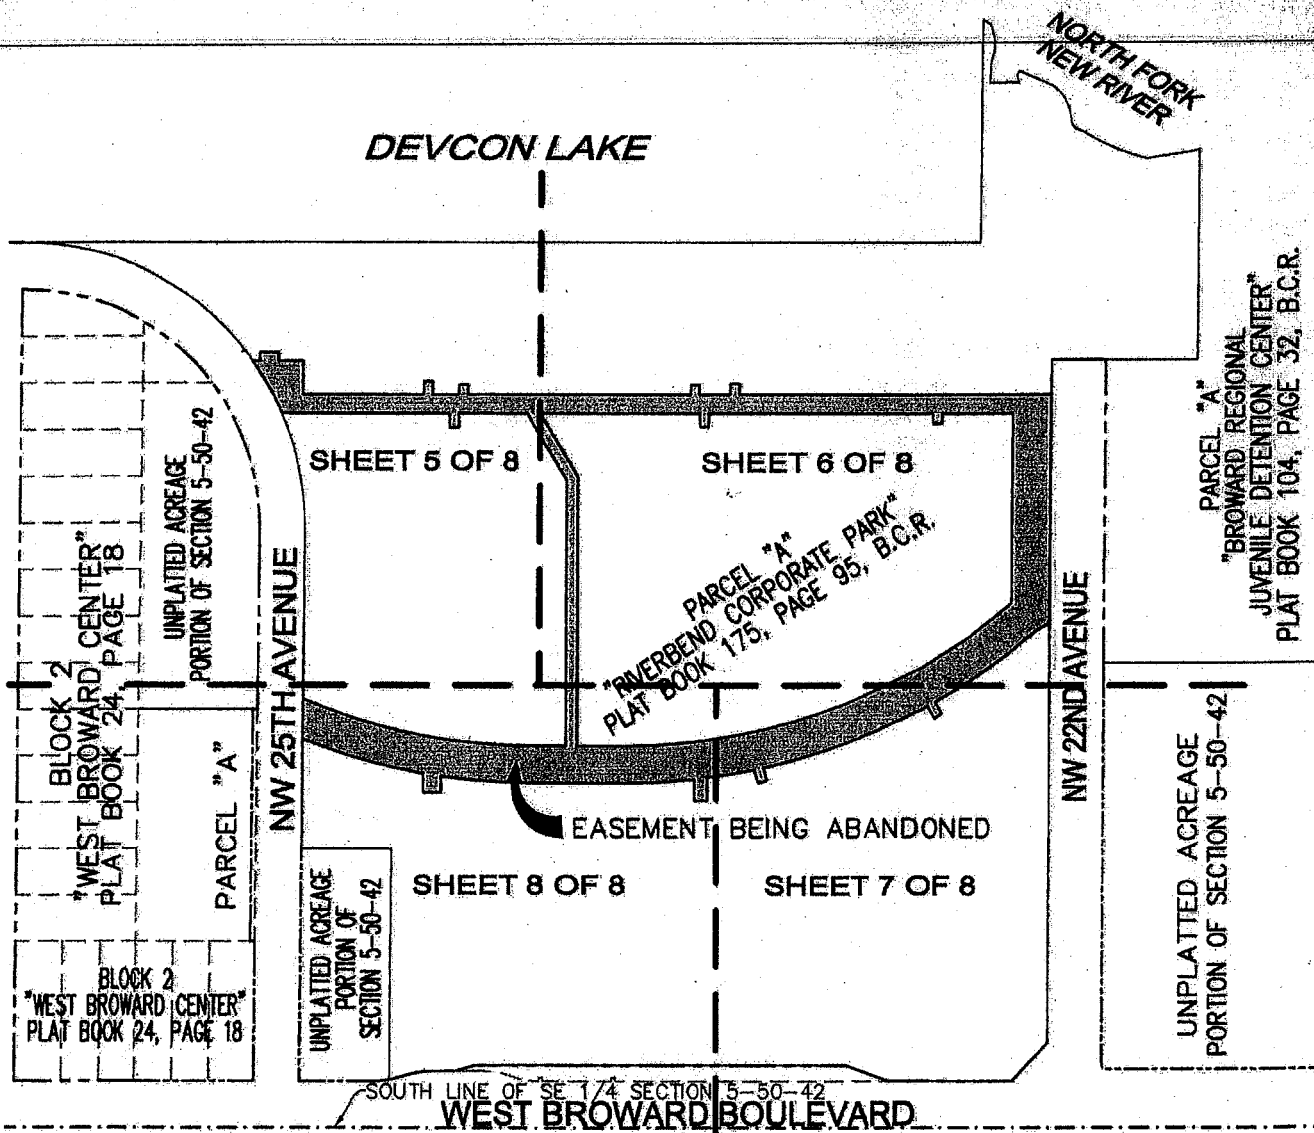 NORTH FORK
NEW RIVER
DEVCON LAKE
PARCEL "A"
"BROWARD REGIONAL
JUVENILE DETENTION CENTER"
PLAT BOOK 104, PAGE 32, B.C.R.
UNPLATTED ACREAGE
PORTION OF SECTION 5-50-42
SHEET 5 OF 8
SHEET 6 OF 8
PARCEL "A"
"RIVERBEND CORPORATE PARK"
PLAT BOOK 175, PAGE 95, B.C.R.
BLOCK 2
"WEST BROWARD CENTER"
PLAT BOOK 24, PAGE 18
NW 25TH AVENUE
NW 22ND AVENUE
PARCEL "A"
EASEMENT BEING ABANDONED
UNPLATTED ACREAGE
PORTION OF SECTION 5-50-42
SHEET 8 OF 8
SHEET 7 OF 8
UNPLATTED ACREAGE
PORTION OF
SECTION 5-50-42
BLOCK 2
"WEST BROWARD CENTER"
PLAT BOOK 24, PAGE 18
SOUTH LINE OF SE 1/4 SECTION 5-50-42
WEST BROWARD BOULEVARD